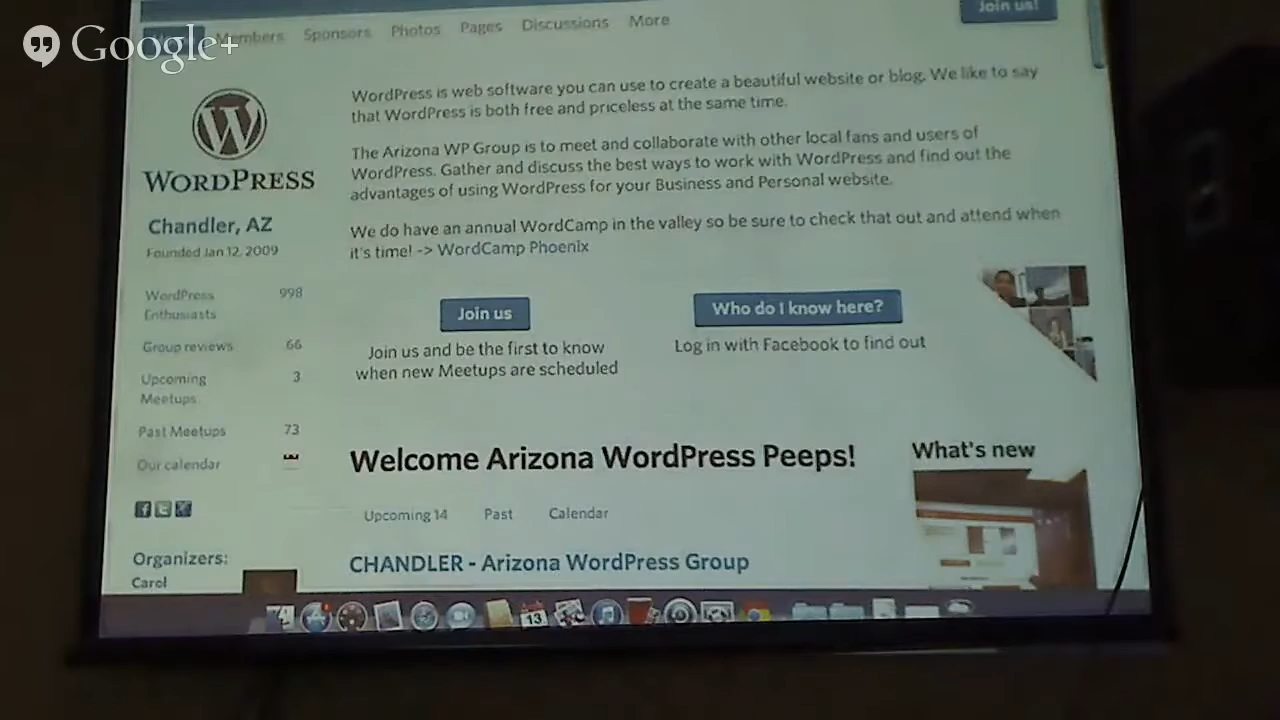 Google+
Members Sponsors Photos Pages Discussions More
Join us!
WordPress is web software you can use to create a beautiful website or blog. We like to say
that WordPress is both free and priceless at the same time.
The Arizona WP Group is to meet and collaborate with other local fans and users of
WordPress. Gather and discuss the best ways to work with WordPress and find out the
advantages of using WordPress for your Business and Personal website.
We do have an annual WordCamp in the valley so be sure to check that out and attend when
it's time! -> WordCamp Phoenix
W
WORDPRESS
Chandler, AZ
Founded Jan 12, 2009
WordPress 998
Enthusiasts
Group reviews 66
Upcoming 3
Meetups
Past Meetups 73
Our calendar
Organizers:
Carol
Join us
Join us and be the first to know
when new Meetups are scheduled
Who do I know here?
Log in with Facebook to find out
Welcome Arizona WordPress Peeps!
Upcoming 14 Past Calendar
CHANDLER - Arizona WordPress Group
What's new
13